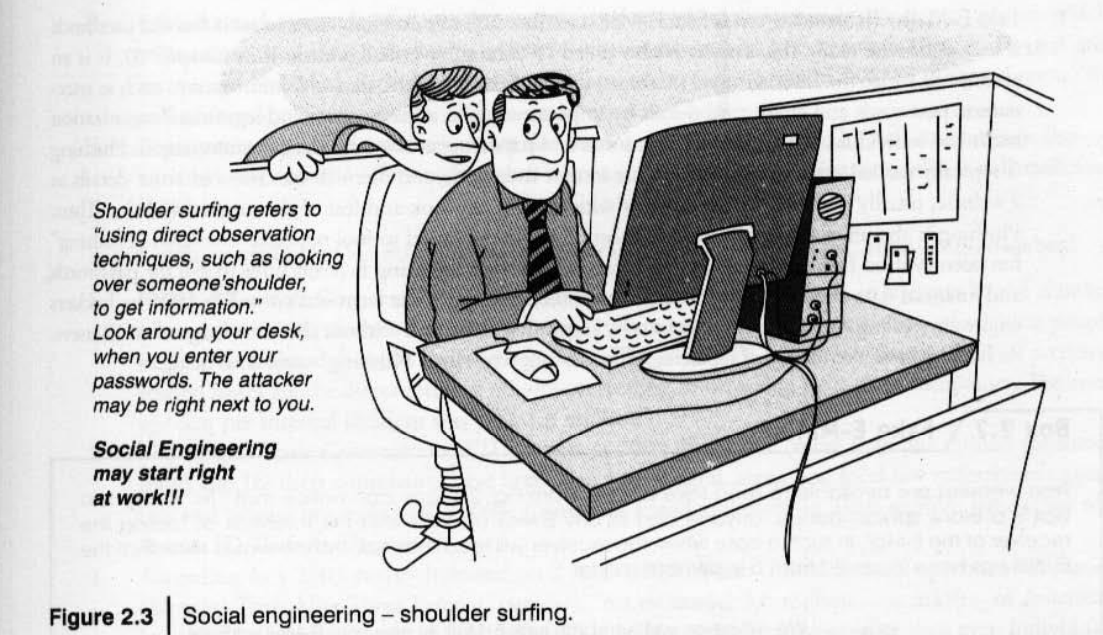 Shoulder surfing refers to
"using direct observation
techniques, such as looking
over someone'shoulder,
to get information."
Look around your desk,
when you enter your
passwords. The attacker
may be right next to you.
Social Engineering
may start right
at work!!!
Figure 2.3 Social engineering – shoulder surfing.